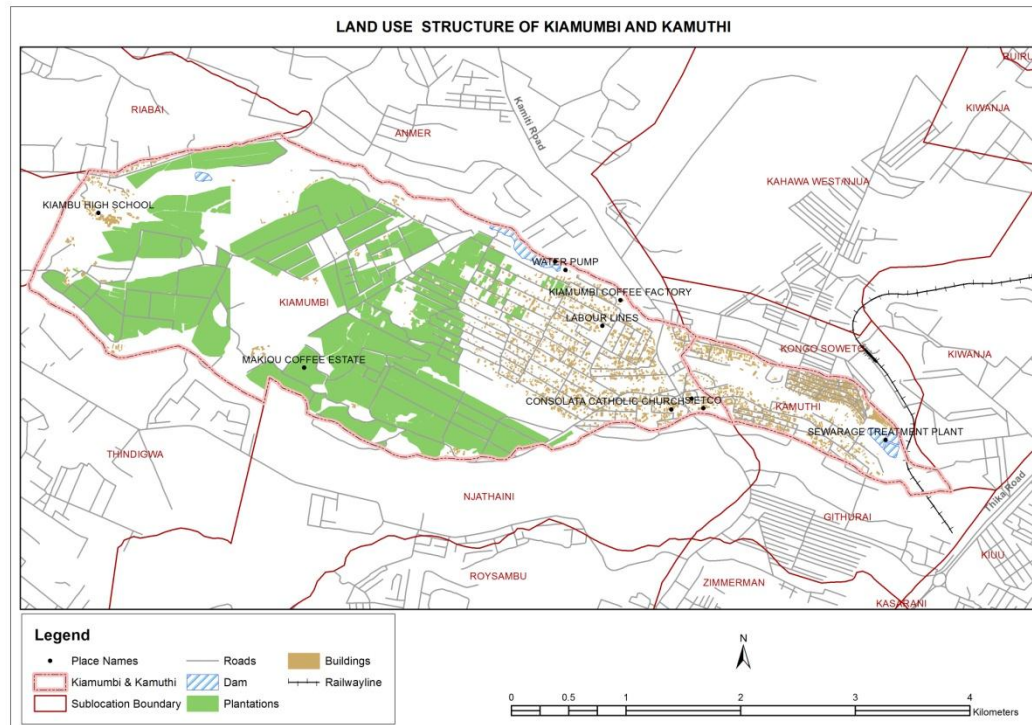 LAND USE STRUCTURE OF KIAMUMBI AND KAMUTHI
RUIRU
RIABAI
ANMER
Kamiti Road
KIWANJA
KAHAWA WEST/NJUA
KIAMBU HIGH SCHOOL
WATER PUMP
KIAMUMBI
KIAMUMBI COFFEE FACTORY
LABOUR LINES
KONGO SOWETO
KIWANJA
MAKIOU COFFEE ESTATE
CONSOLATA CATHOLIC CHURCH
SIETCO
KAMUTHI
SEWARAGE TREATMENT PLANT
THINDIGWA
NJATHAINI
GITHURAI
Thika Road
KIUU
ROYSAMBU
ZIMMERMAN
KASARANI
Legend
Place Names
Roads
Buildings
Kiamumbi & Kamuthi
Dam
Railwayline
Sublocation Boundary
Plantations
N
0 0.5 1 2 3 4
Kilometers